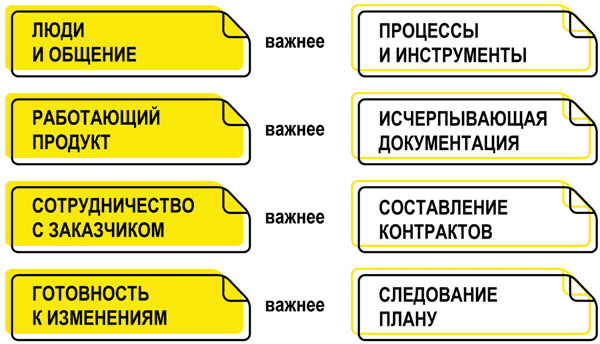 ЛЮДИ
И ОБЩЕНИЕ
важнее
ПРОЦЕССЫ
И ИНСТРУМЕНТЫ
РАБОТАЮЩИЙ
ПРОДУКТ
важнее
ИСЧЕРПЫВАЮЩАЯ
ДОКУМЕНТАЦИЯ
СОТРУДНИЧЕСТВО
С ЗАКАЗЧИКОМ
важнее
СОСТАВЛЕНИЕ
КОНТРАКТОВ
ГОТОВНОСТЬ
К ИЗМЕНЕНИЯМ
важнее
СЛЕДОВАНИЕ
ПЛАНУ